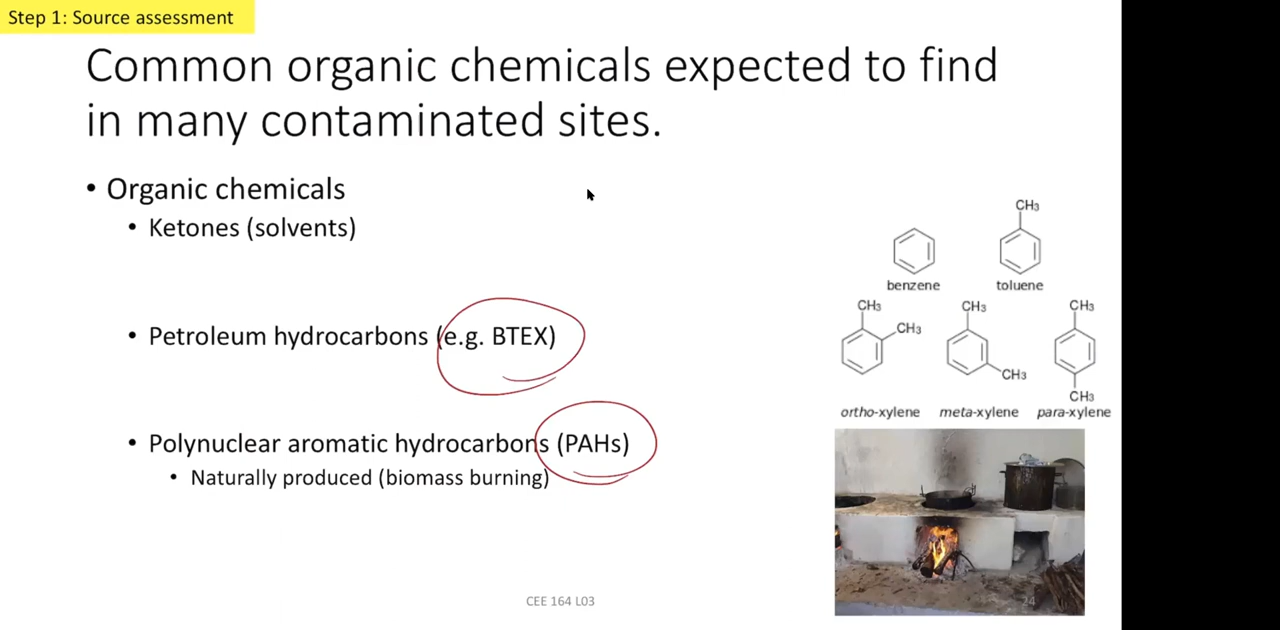 Step 1: Source assessment
Common organic chemicals expected to find
in many contaminated sites.
• Organic chemicals
• Ketones (solvents)
• Petroleum hydrocarbons (e.g. BTEX)
• Polynuclear aromatic hydrocarbons (PAHs)
• Naturally produced (biomass burning)
CH3
benzene toluene
CH3 CH3 CH3
CH3
CH3
CH3
ortho-xylene meta-xylene para-xylene
CEE 164 L03
24